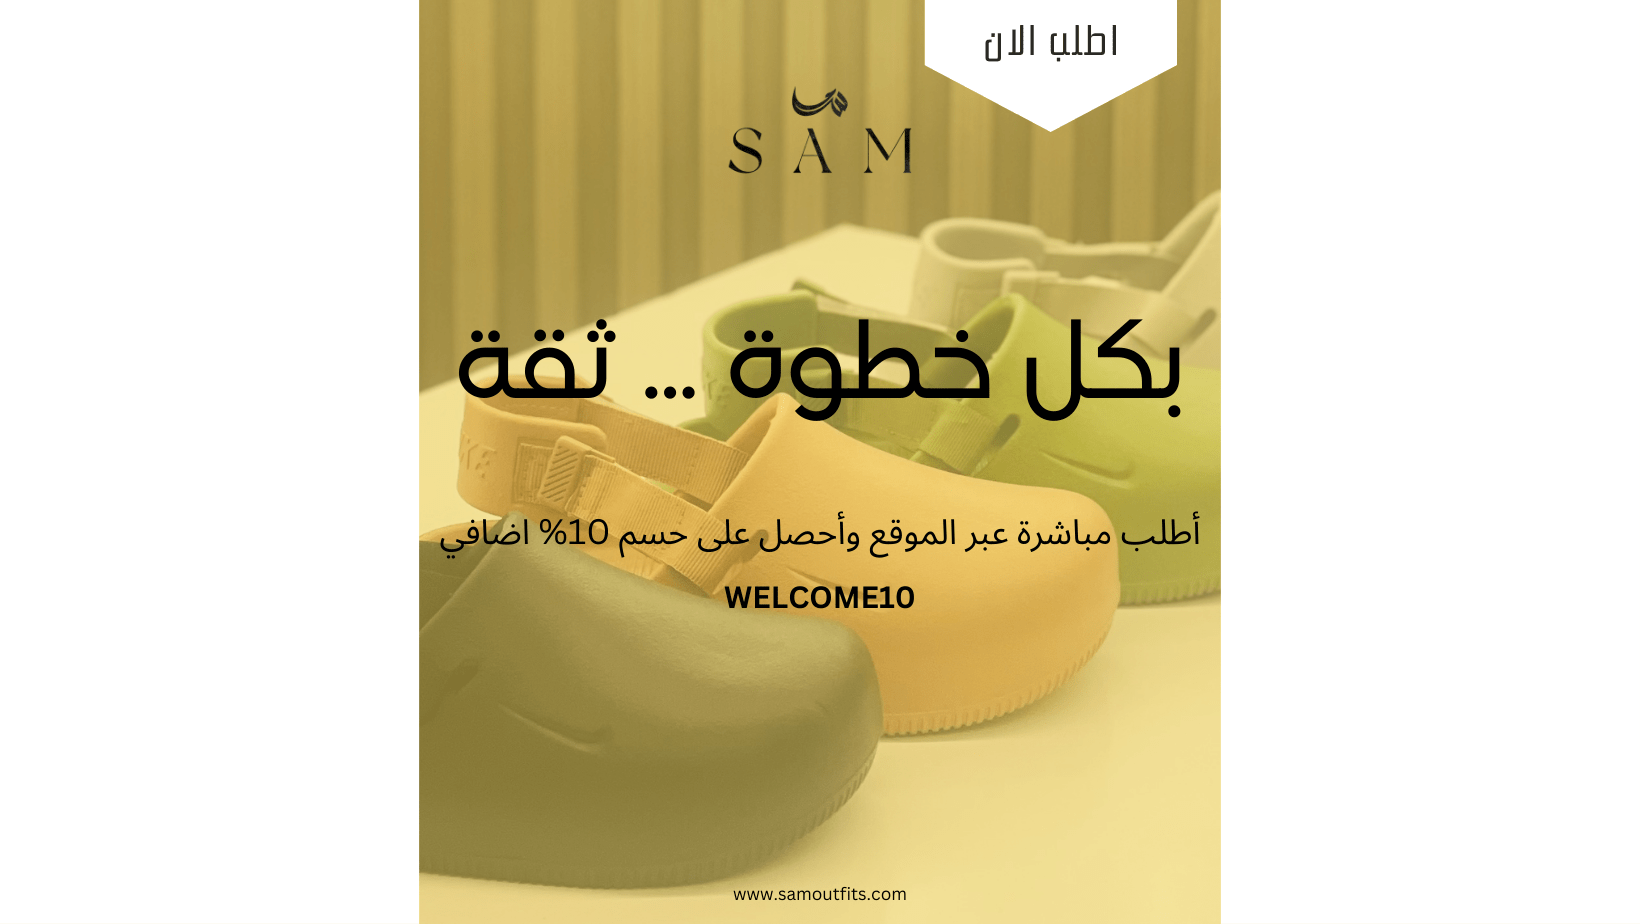 اطلب الان
SAM
بكل خطوة ... ثقة
أطلب مباشرة عبر الموقع وأحصل على حسم 10% اضافي
WELCOME10
www.samoutfits.com